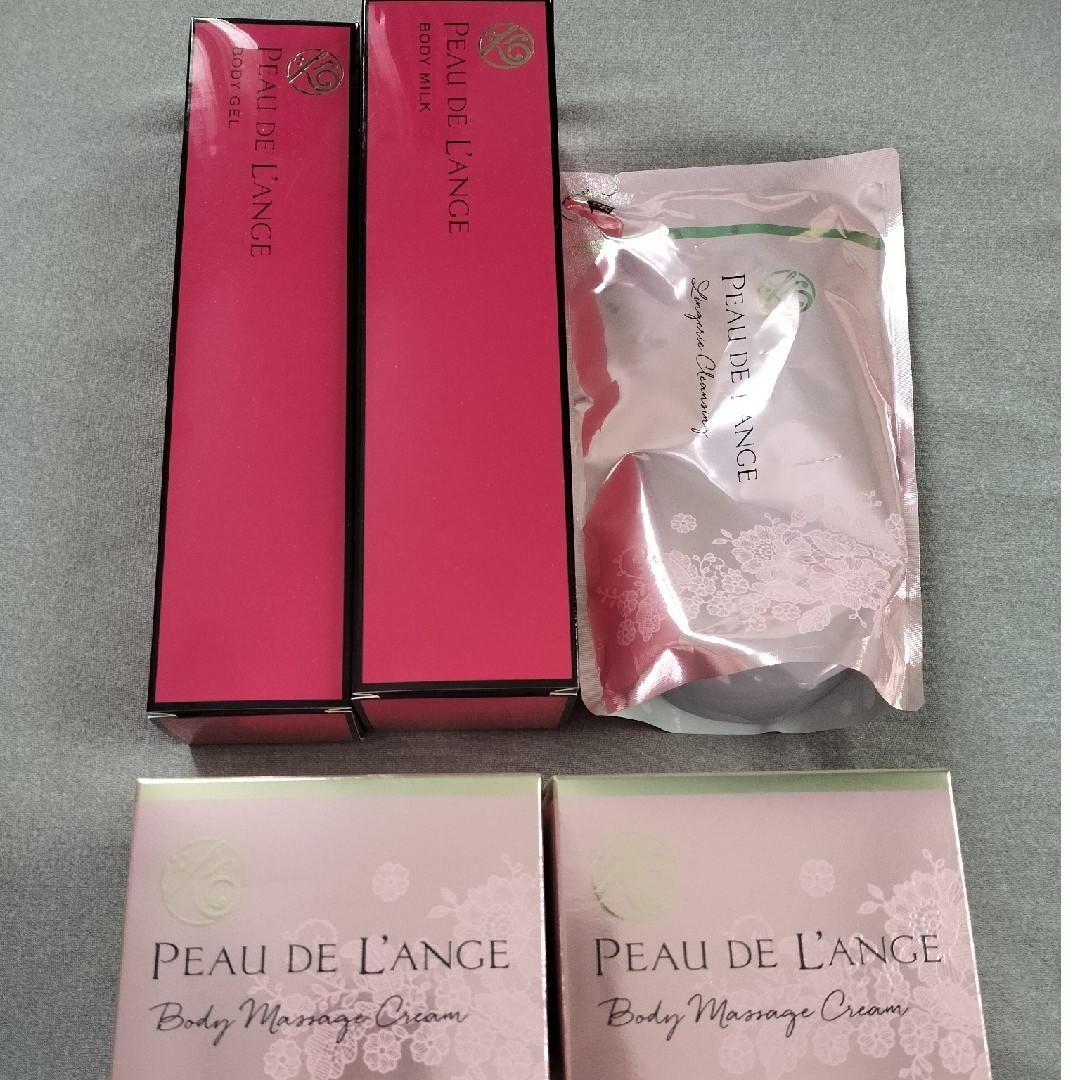 PEAU DE L'ANGE
BODY GEL
PEAU DE L'ANGE
BODY MILK
PEAU DE L'ANGE
Lingerie Cleansing
PEAU DE L'ANGE
Body Massage Cream
PEAU DE L'ANGE
Body Massage Cream